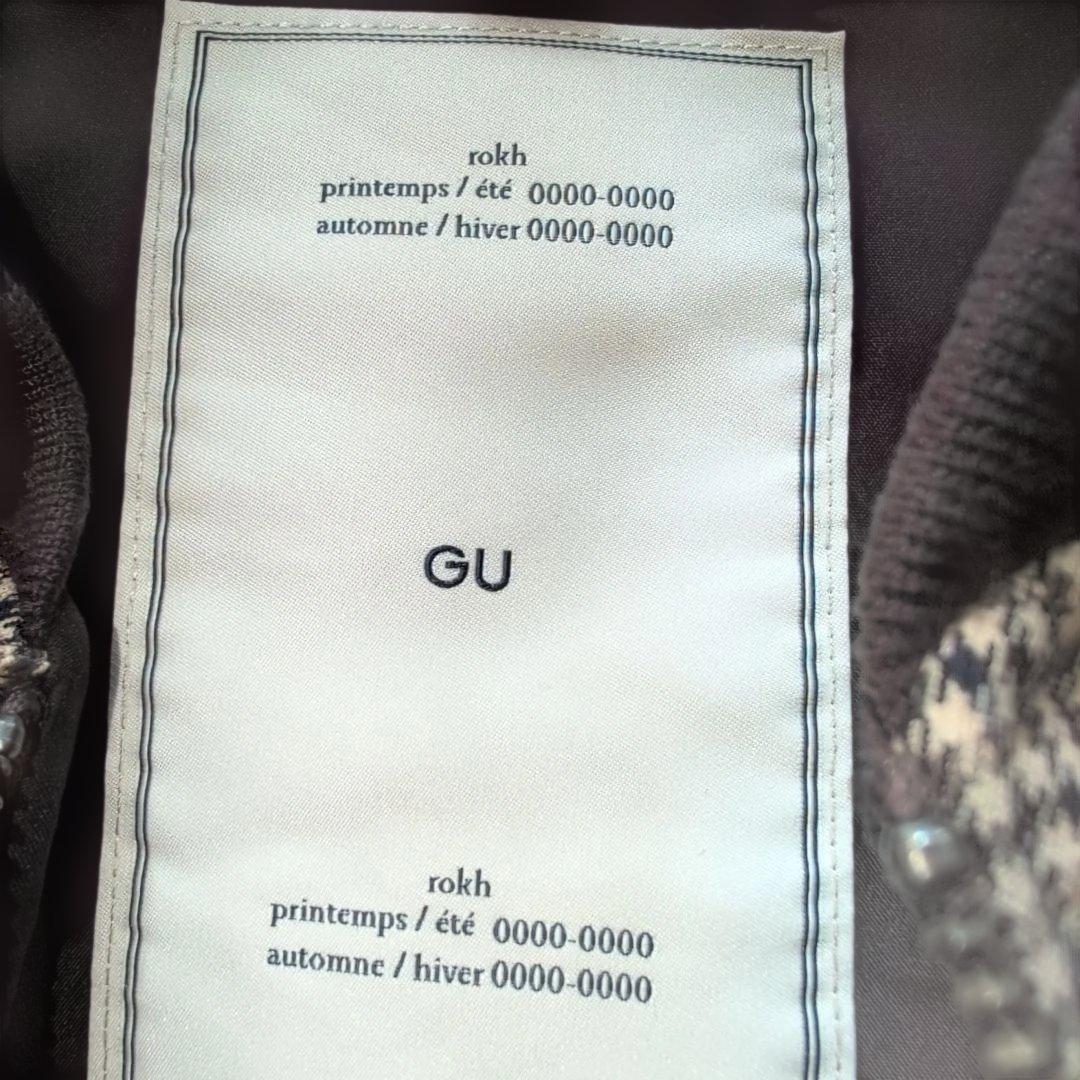 rokh
printemps / été 0000-0000
automne / hiver 0000-0000
GU
rokh
printemps / été 0000-0000
automne / hiver 0000-0000